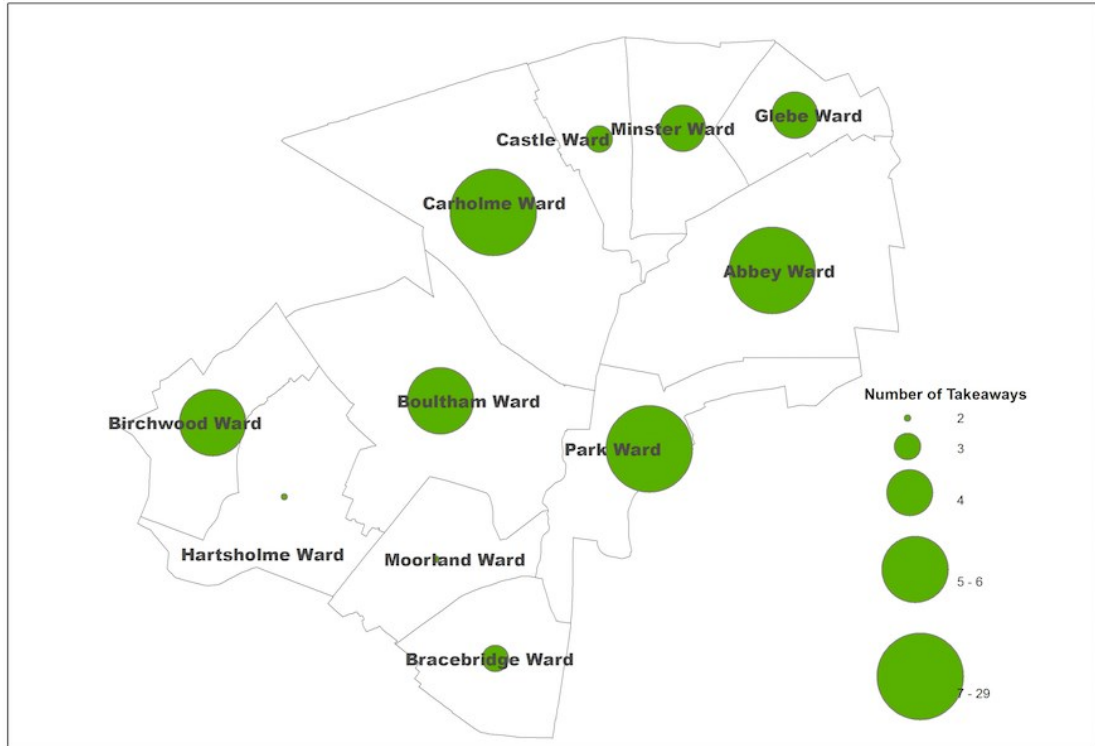 Glebe Ward
Minster Ward
Castle Ward
Carholme Ward
Abbey Ward
Boultham Ward
Birchwood Ward
Park Ward
Hartsholme Ward
Moorland Ward
Bracebridge Ward
Number of Takeaways
2
3
4
5 - 6
7 - 29